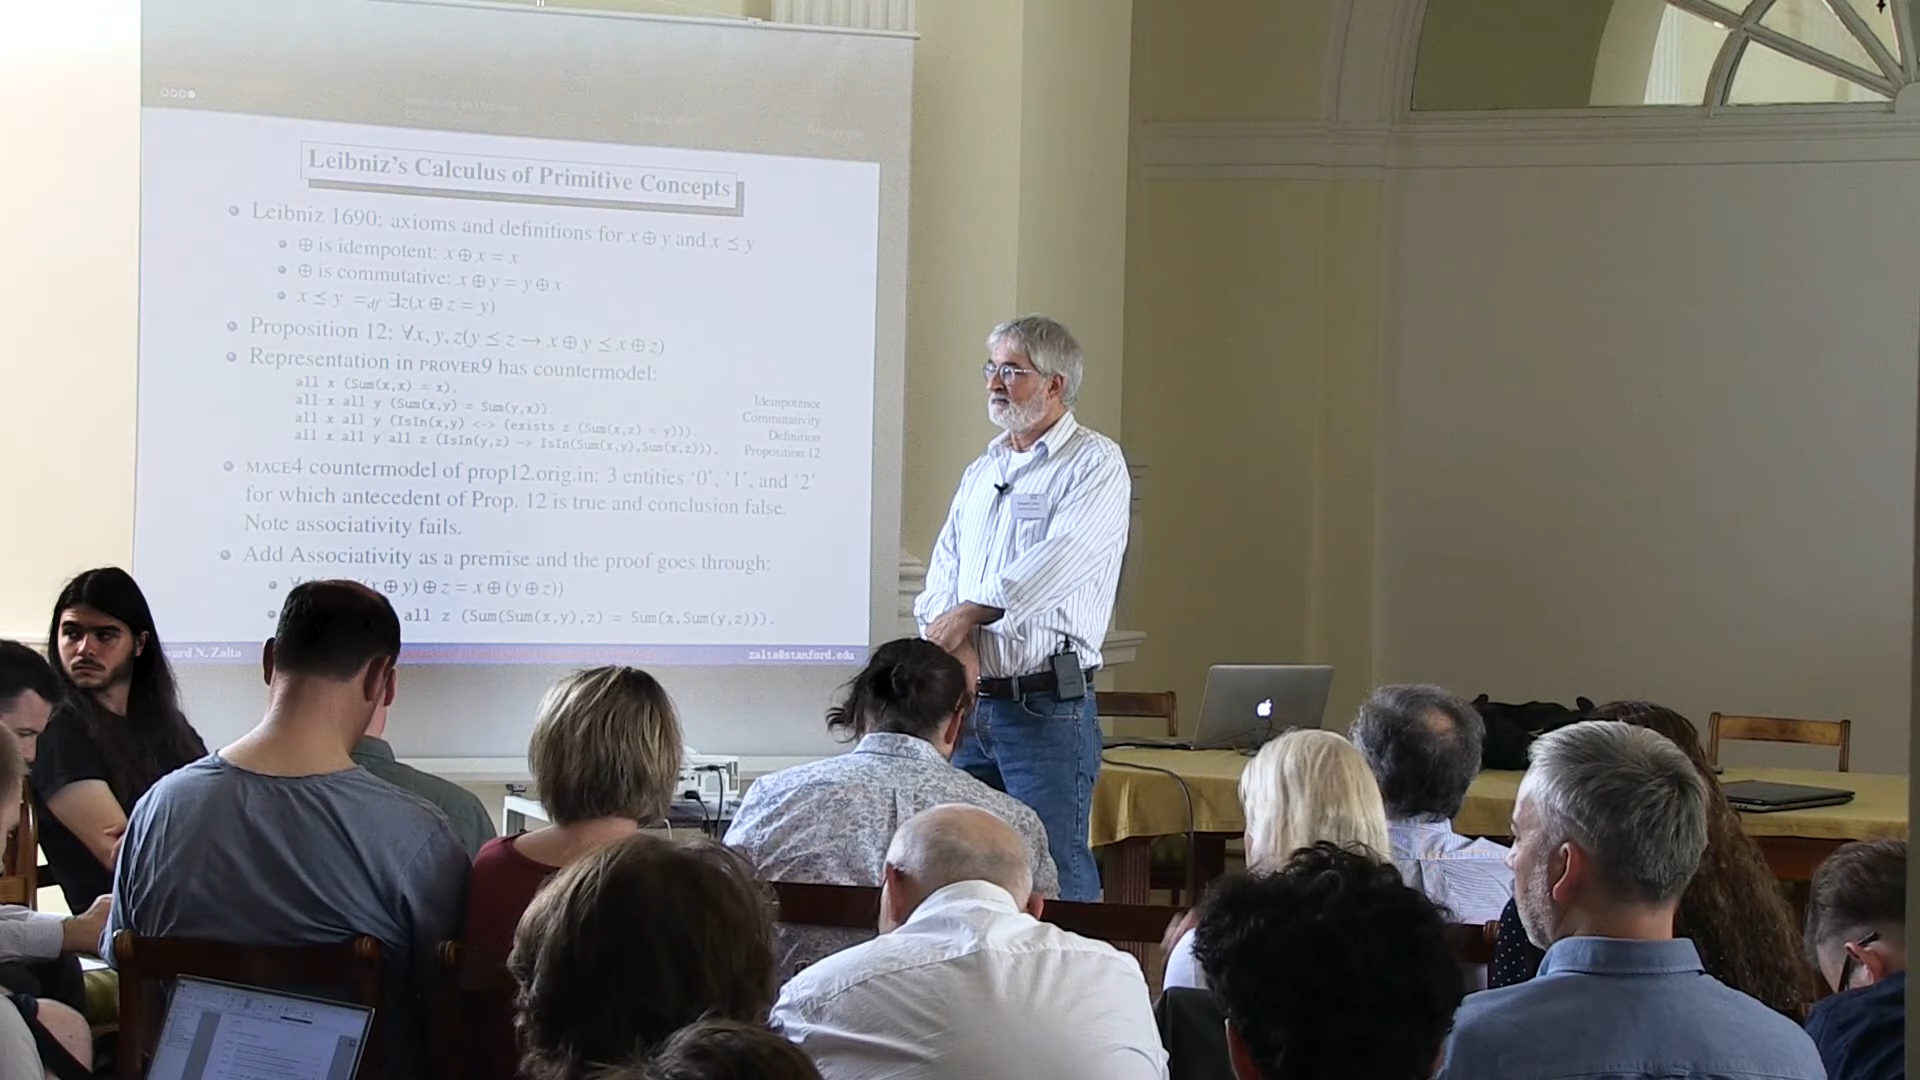 Leibniz's Calculus of Primitive Concepts
Leibniz 1690: axioms and definitions for x ⊕ y and x ≤ y
⊕ is idempotent: x ⊕ x = x
⊕ is commutative: x ⊕ y = y ⊕ x
x ≤ y =df ∃z(x ⊕ z = y)
Proposition 12: ∀x, y, z(y ≤ z → x ⊕ y ≤ x ⊕ z)
Representation in PROVER9 has countermodel:
all x (Sum(x,x) = x). Idempotence
all x all y (Sum(x,y) = Sum(y,x)). Commutativity
all x all y (IsIn(x,y) <-> (exists z (Sum(x,z) = y))). Definition
all x all y all z (IsIn(y,z) -> IsIn(Sum(x,y),Sum(x,z))). Proposition 12
MACE4 countermodel of prop12.orig.in: 3 entities '0', '1', and '2'
for which antecedent of Prop. 12 is true and conclusion false.
Note associativity fails.
Add Associativity as a premise and the proof goes through:
⊕ y) ⊕ z = x ⊕ (y ⊕ z))
all z (Sum(Sum(x,y),z) = Sum(x,Sum(y,z))).
ward N. Zalta zalta@stanford.edu